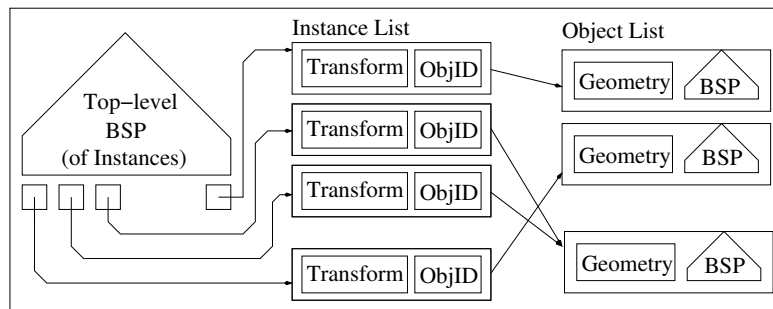 Instance List
Object List
Top-level
BSP
(of Instances)
Transform
ObjID
Transform
ObjID
Transform
ObjID
Transform
ObjID
Geometry
BSP
Geometry
BSP
Geometry
BSP